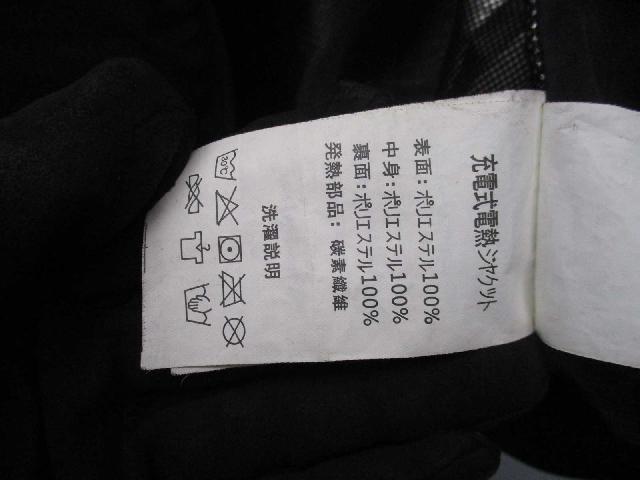 充電式電熱ジャケット
表面：ポリエステル100%
中身：ポリエステル100%
裏面：ポリエステル100%
発熱部品：碳素繊維
洗濯説明
30℃